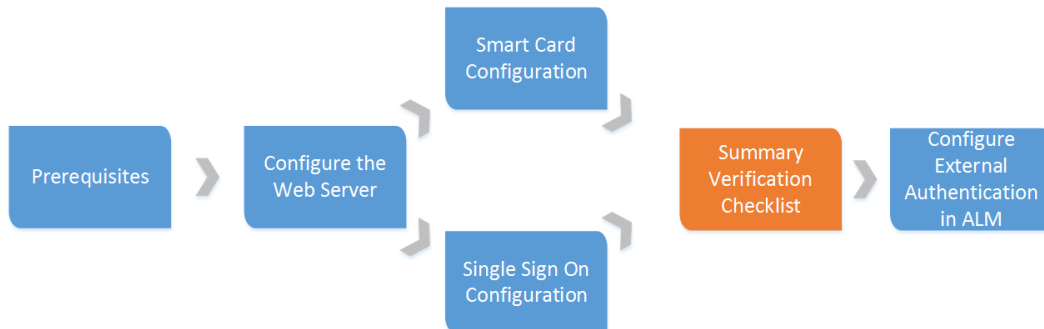 Prerequisites
Configure the
Web Server
Smart Card
Configuration
Single Sign On
Configuration
Summary
Verification
Checklist
Configure
External
Authentication
in ALM